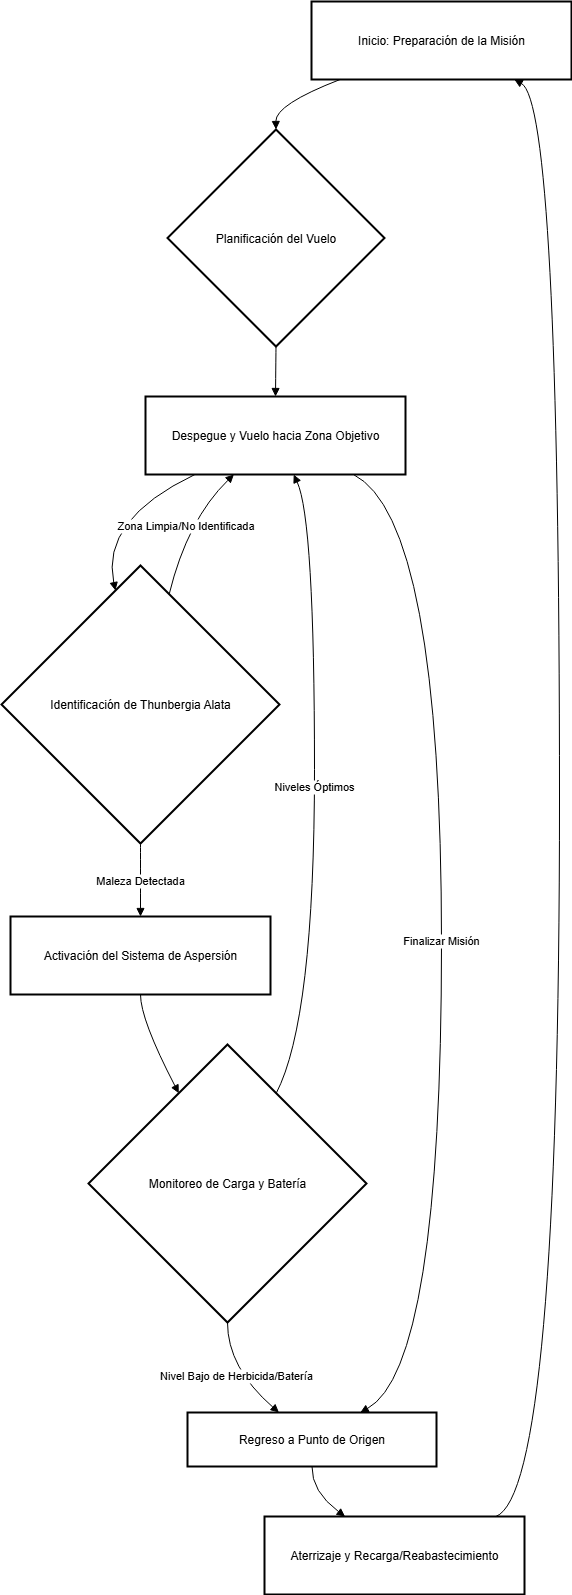 Inicio: Preparación de la Misión
Planificación del Vuelo
Despegue y Vuelo hacia Zona Objetivo
Zona Limpia/No Identificada
Identificación de Thunbergia Alata
Niveles Óptimos
Maleza Detectada
Finalizar Misión
Activación del Sistema de Aspersión
Monitoreo de Carga y Batería
Nivel Bajo de Herbicida/Batería
Regreso a Punto de Origen
Aterrizaje y Recarga/Reabastecimiento